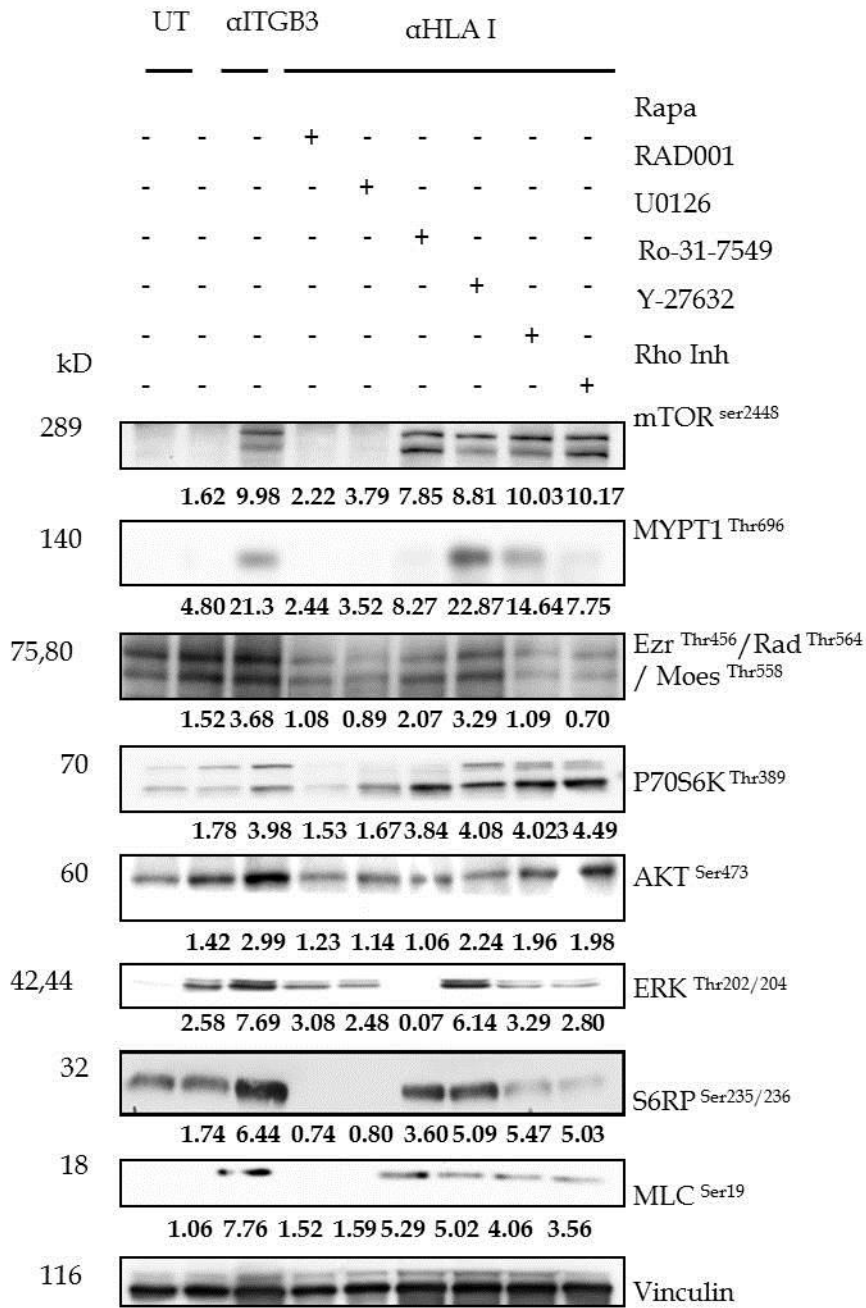 UT αITGB3 αHLA I
Rapa
- - - + - - - - -
RAD001
- - - - + - - - -
U0126
- - - - - + - - -
Ro-31-7549
- - - - - - + - -
Y-27632
- - - - - - - + -
Rho Inh
kD
- - - - - - - - +
289 mTOR ser2448
1.62 9.98 2.22 3.79 7.85 8.81 10.03 10.17
140 MYPT1 Thr696
4.80 21.3 2.44 3.52 8.27 22.87 14.64 7.75
75,80 Ezr Thr456/Rad Thr564
/ Moes Thr558
1.52 3.68 1.08 0.89 2.07 3.29 1.09 0.70
70 P70S6K Thr389
1.78 3.98 1.53 1.67 3.84 4.08 4.023 4.49
60 AKT Ser473
1.42 2.99 1.23 1.14 1.06 2.24 1.96 1.98
42,44 ERK Thr202/204
2.58 7.69 3.08 2.48 0.07 6.14 3.29 2.80
32 S6RP Ser235/236
1.74 6.44 0.74 0.80 3.60 5.09 5.47 5.03
18 MLC Ser19
1.06 7.76 1.52 1.59 5.29 5.02 4.06 3.56
116 Vinculin